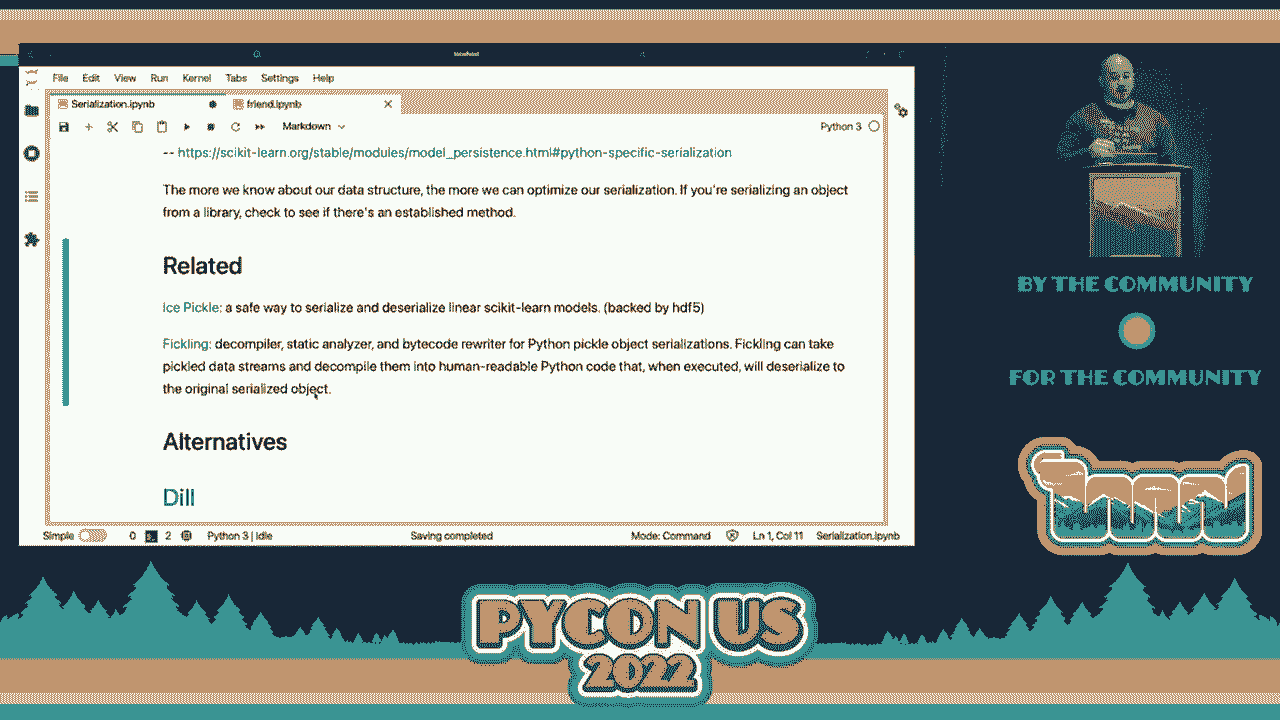 File Edit View Run Kernel Tabs Settings Help
Serialization.ipynb
friend.ipynb
Markdown
Python 3
-- https://scikit-learn.org/stable/modules/model_persistence.html#python-specific-serialization
The more we know about our data structure, the more we can optimize our serialization. If you're serializing an object
from a library, check to see if there's an established method.
Related
Ice Pickle: a safe way to serialize and deserialize linear scikit-learn models. (backed by hdf5)
Fickling: decompiler, static analyzer, and bytecode rewriter for Python pickle object serializations. Fickling can take
pickled data streams and decompile them into human-readable Python code that, when executed, will deserialize to
the original serialized object.
Alternatives
Dill
Simple 0 2 Python 3 | Idle Saving completed Mode: Command Ln 1, Col 11 Serialization.ipynb
BY THE COMMUNITY
FOR THE COMMUNITY
PYCON US
2022